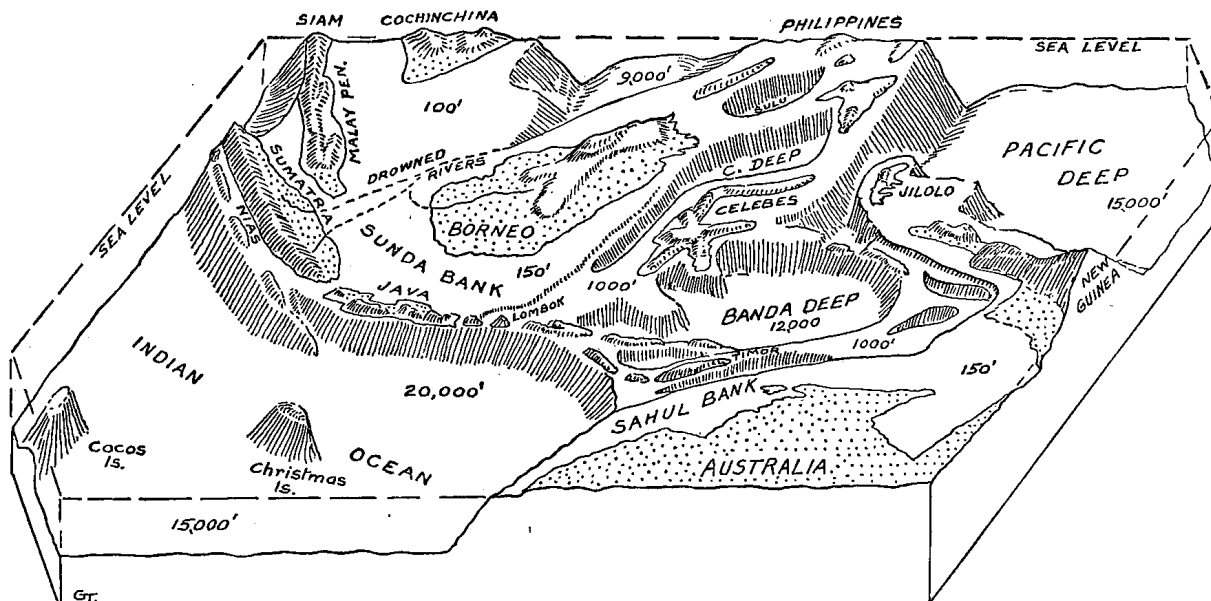 SIAM
COCHINCHINA
PHILIPPINES
SEA LEVEL
9,000'
100'
MALAY PEN.
SULU
PACIFIC
DEEP
15,000'
SUMATRIA
DROWNED
RIVERS
C. DEEP
JILOLO
SEA LEVEL
NIAS
CELEBES
BORNEO
SUNDA BANK
150'
1000'
NEW
GUINEA
JAVA
LOMBOK
BANDA DEEP
12,000
INDIAN
TIMOR
1000'
150'
20,000'
SAHUL BANK
Cocos
Is.
Christmas
Is.
OCEAN
AUSTRALIA
15,000'
GT.